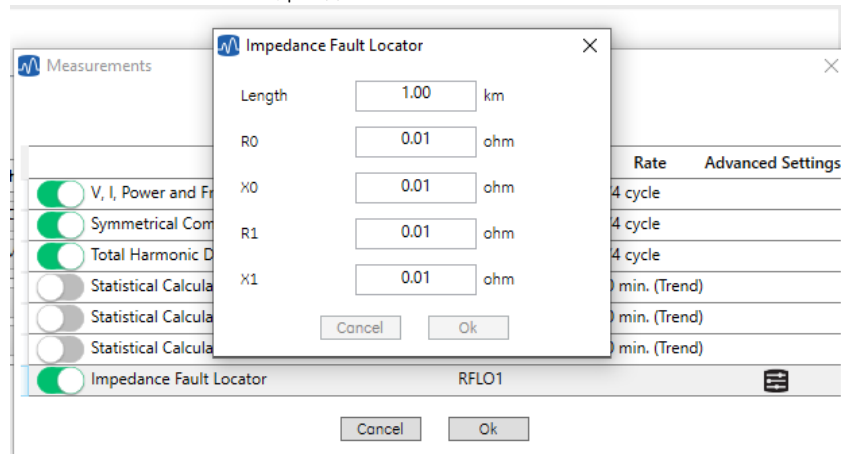 Impedance Fault Locator
Measurements
Length 1.00 km
R0 0.01 ohm
X0 0.01 ohm
R1 0.01 ohm
X1 0.01 ohm
Cancel Ok
Rate Advanced Settings
V, I, Power and Fr
4 cycle
Symmetrical Com
4 cycle
Total Harmonic D
4 cycle
Statistical Calcula
min. (Trend)
Statistical Calcula
min. (Trend)
Statistical Calcula
min. (Trend)
Impedance Fault Locator RFLO1
Cancel Ok